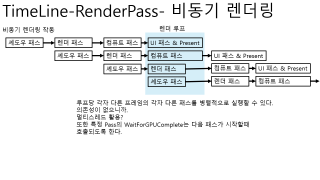 TimeLine-RenderPass- 비동기 렌더링
비동기 렌더링 작동
렌더 루프
셰도우 패스 렌더 패스 컴퓨트 패스 UI 패스 & Present
셰도우 패스 렌더 패스 컴퓨트 패스 UI 패스 & Present
셰도우 패스 렌더 패스 컴퓨트 패스 UI 패스 & Present
셰도우 패스 렌더 패스 컴퓨트 패스
루프당 각자 다른 프레임의 각자 다른 패스를 병렬적으로 실행할 수 있다.
의존성이 없으니까.
멀티스레드 활용?
또한 특정 Pass의 WaitForGPUComplete는 다음 패스가 시작할때
호출되도록 한다.